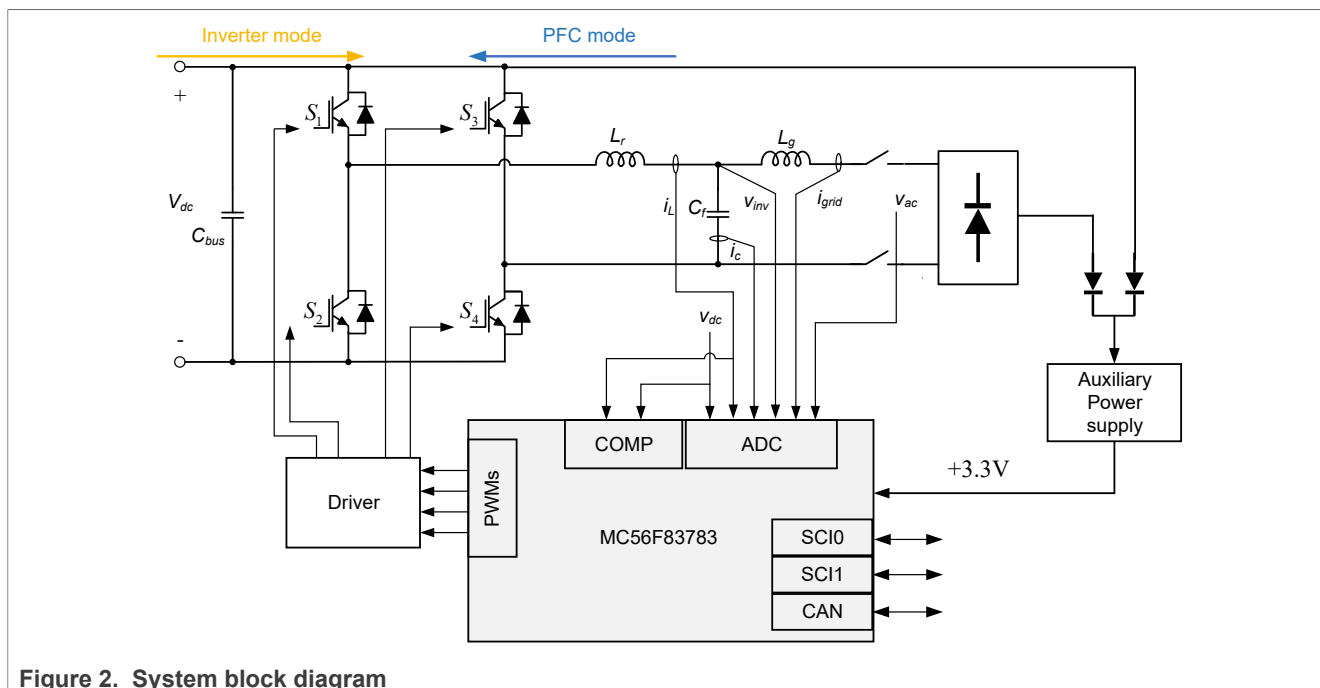 Inverter mode
PFC mode
+
S1
S3
Lr
Lg
Vdc
Cbus
iL
Cf
vinv
igrid
vac
ic
S2
S4
vdc
-
Auxiliary
Power
supply
COMP
ADC
+3.3V
Driver
PWMs
MC56F83783
SCI0
SCI1
CAN
Figure 2. System block diagram